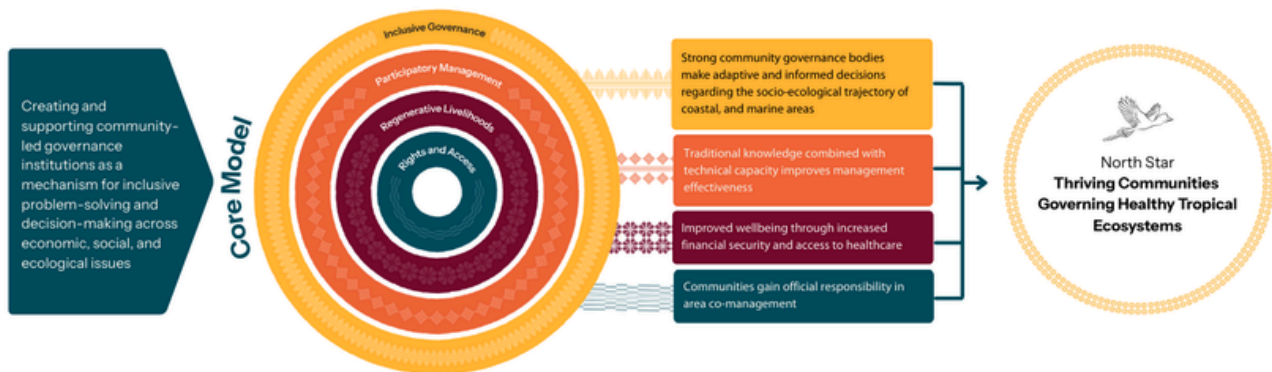 Creating and
supporting community-
led governance
institutions as a
mechanism for inclusive
problem-solving and
decision-making across
economic, social, and
ecological issues
Core Model
Inclusive Governance
Participatory Management
Regenerative Livelihoods
Rights and Access
Strong community governance bodies
make adaptive and informed decisions
regarding the socio-ecological trajectory of
coastal, and marine areas
Traditional knowledge combined with
technical capacity improves management
effectiveness
Improved wellbeing through increased
financial security and access to healthcare
Communities gain official responsibility in
area co-management
North Star
Thriving Communities
Governing Healthy Tropical
Ecosystems